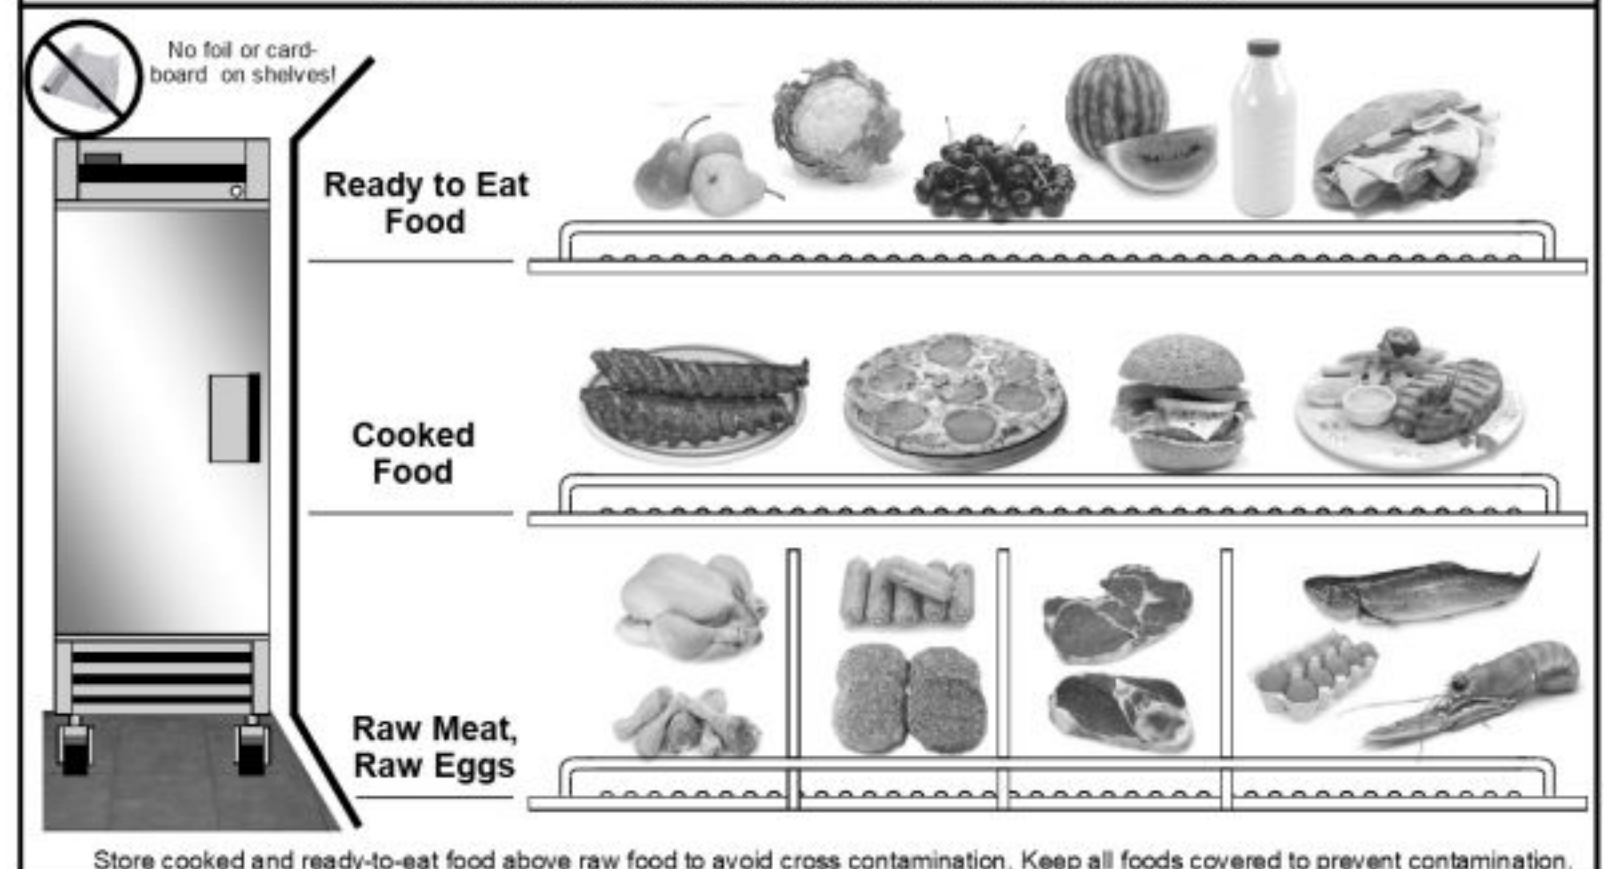 No foil or card-
board on shelves!
Ready to Eat
Food
Cooked
Food
Raw Meat,
Raw Eggs
Store cooked and ready-to-eat food above raw food to avoid cross contamination. Keep all foods covered to prevent contamination.